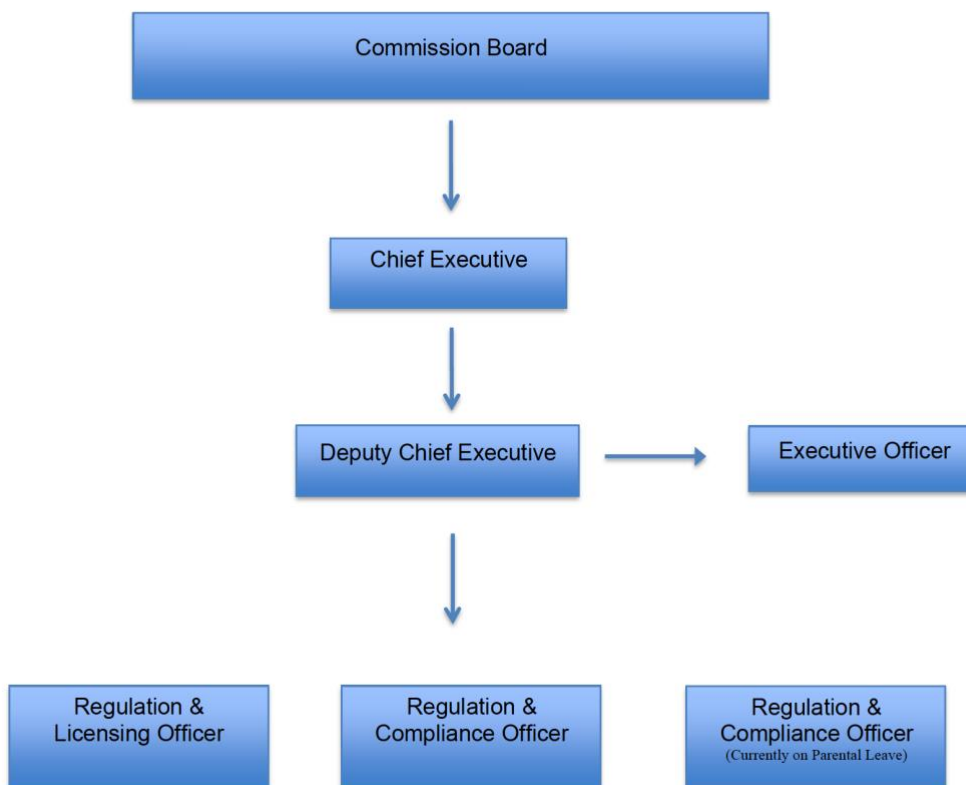 Commission Board
Chief Executive
Deputy Chief Executive
Executive Officer
Regulation &
Licensing Officer
Regulation &
Compliance Officer
Regulation &
Compliance Officer
(Currently on Parental Leave)